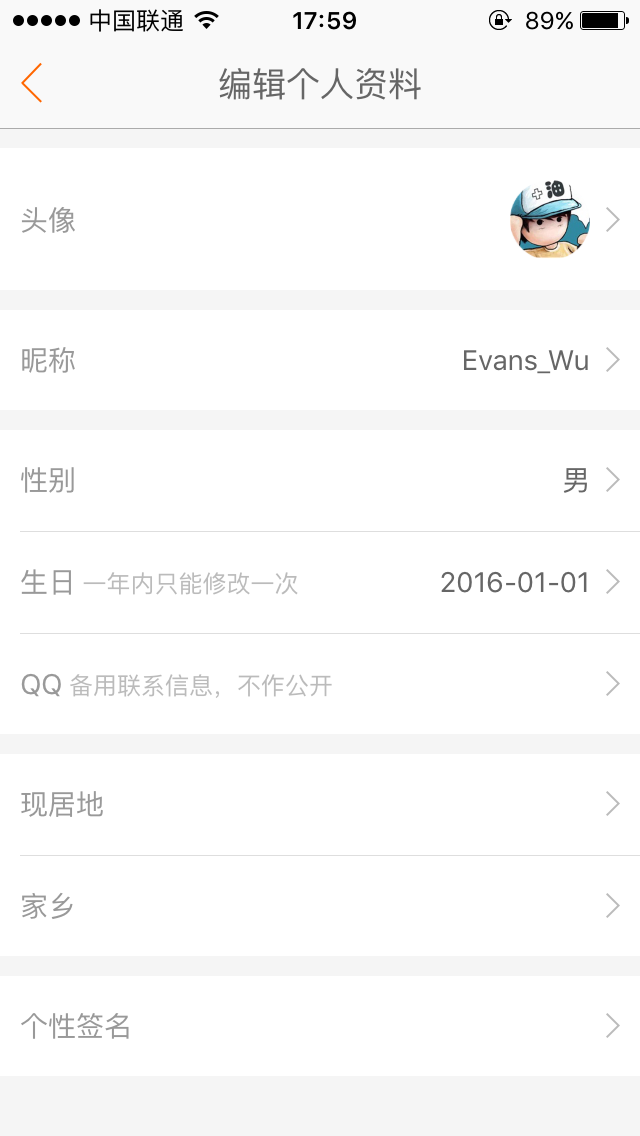 中国联通 17:59 89%
编辑个人资料
头像
油
昵称 Evans_Wu
性别 男
生日 一年内只能修改一次 2016-01-01
QQ 备用联系信息，不作公开
现居地
家乡
个性签名